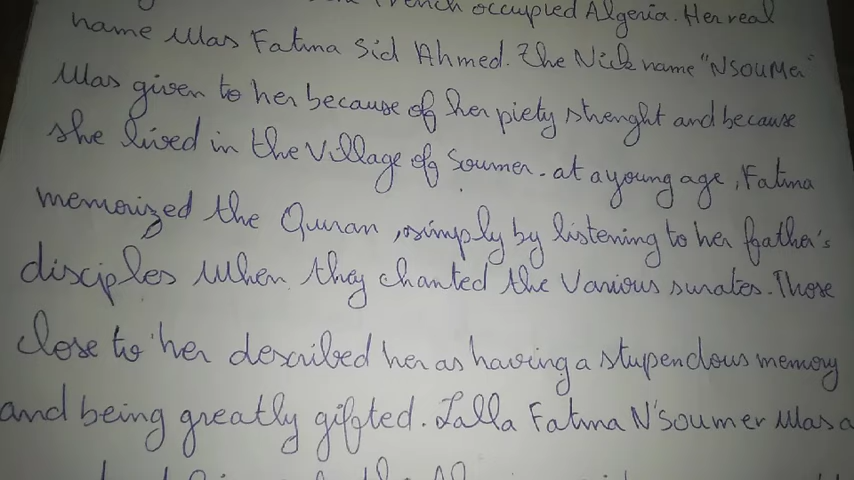 French occupied Algeria. Her real
name was Fatma Sid Ahmed. The Nickname "NSOUMer"
was given to her because of her piety strenght and because
she lived in the village of Soumer. at a young age, Fatma
memorized the Quran, simply by listening to her father's
disciples when they chanted the various surates. Those
close to her described her as having a stupendous memory
and being greatly gifted. Lalla Fatma N'Soumer was a